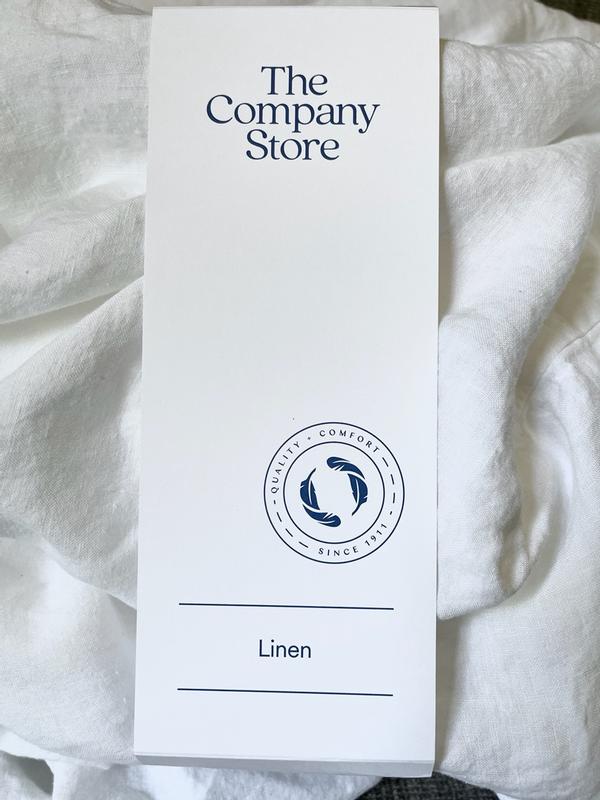 The
Company
Store
QUALITY + COMFORT
SINCE 1911
Linen